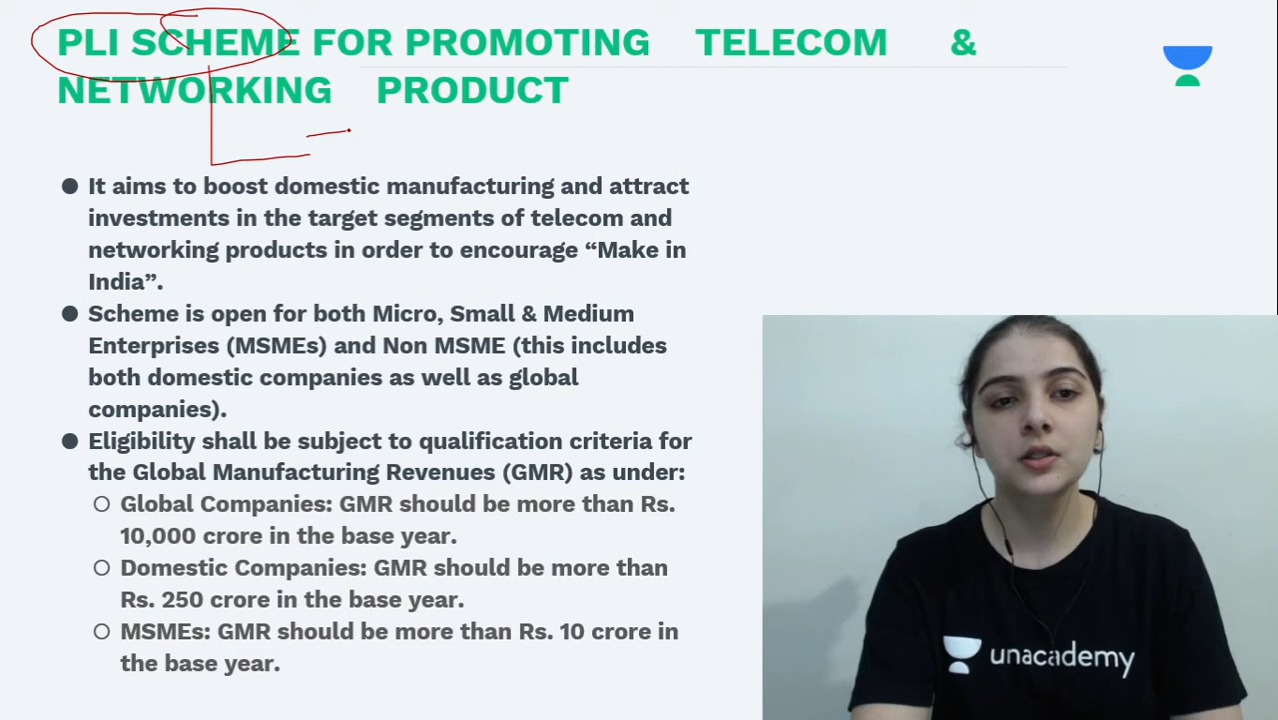 PLI SCHEME FOR PROMOTING TELECOM &
NETWORKING PRODUCT
● It aims to boost domestic manufacturing and attract
investments in the target segments of telecom and
networking products in order to encourage “Make in
India”.
● Scheme is open for both Micro, Small & Medium
Enterprises (MSMEs) and Non MSME (this includes
both domestic companies as well as global
companies).
● Eligibility shall be subject to qualification criteria for
the Global Manufacturing Revenues (GMR) as under:
○ Global Companies: GMR should be more than Rs.
10,000 crore in the base year.
○ Domestic Companies: GMR should be more than
Rs. 250 crore in the base year.
○ MSMEs: GMR should be more than Rs. 10 crore in
the base year.
unacademy